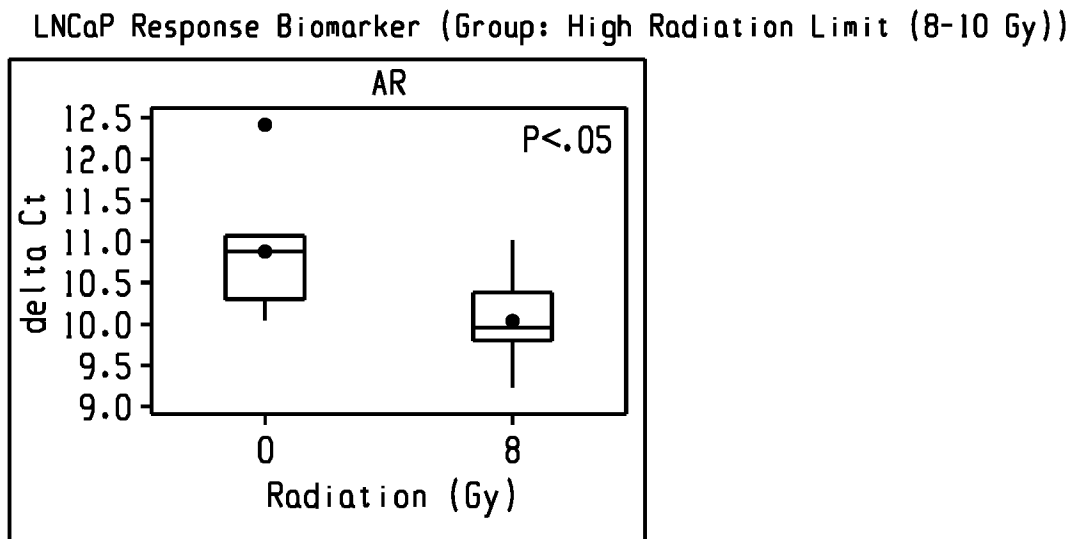 LNCaP Response Biomarker (Group: High Radiation Limit (8-10 Gy))
AR
P<.05
12.5
12.0
11.5
11.0
10.5
10.0
9.5
9.0
delta Ct
0 8
Radiation (Gy)